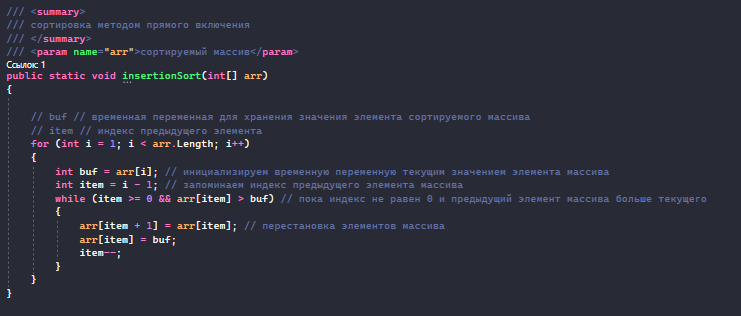 /// <summary>
/// сортировка методом прямого включения
/// </summary>
/// <param name="arr">сортируемый массив</param>
Ссылок: 1
public static void insertionSort(int[] arr)
{
// buf // временная переменная для хранения значения элемента сортируемого массива
// item // индекс предыдущего элемента
for (int i = 1; i < arr.Length; i++)
{
int buf = arr[i]; // инициализируем временную переменную текущим значением элемента массива
int item = i - 1; // запоминаем индекс предыдущего элемента массива
while (item >= 0 && arr[item] > buf) // пока индекс не равен 0 и предыдущий элемент массива больше текущего
{
arr[item + 1] = arr[item]; // перестановка элементов массива
arr[item] = buf;
item--;
}
}
}